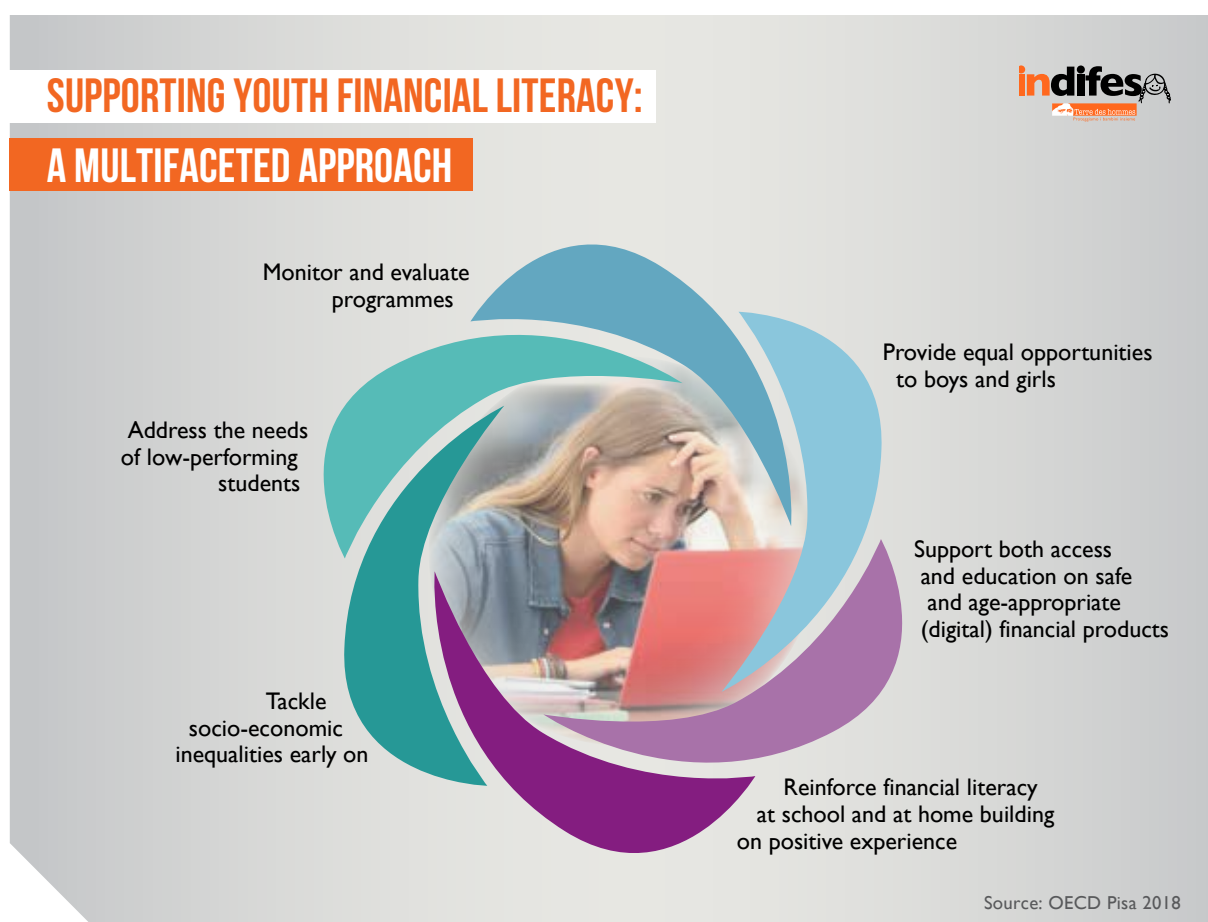 SUPPORTING YOUTH FINANCIAL LITERACY:
A MULTIFACETED APPROACH
indifesa
Terre des hommes
Monitor and evaluate
programmes
Provide equal opportunities
to boys and girls
Address the needs
of low-performing
students
Support both access
and education on safe
and age-appropriate
(digital) financial products
Tackle
socio-economic
inequalities early on
Reinforce financial literacy
at school and at home building
on positive experience
Source: OECD Pisa 2018